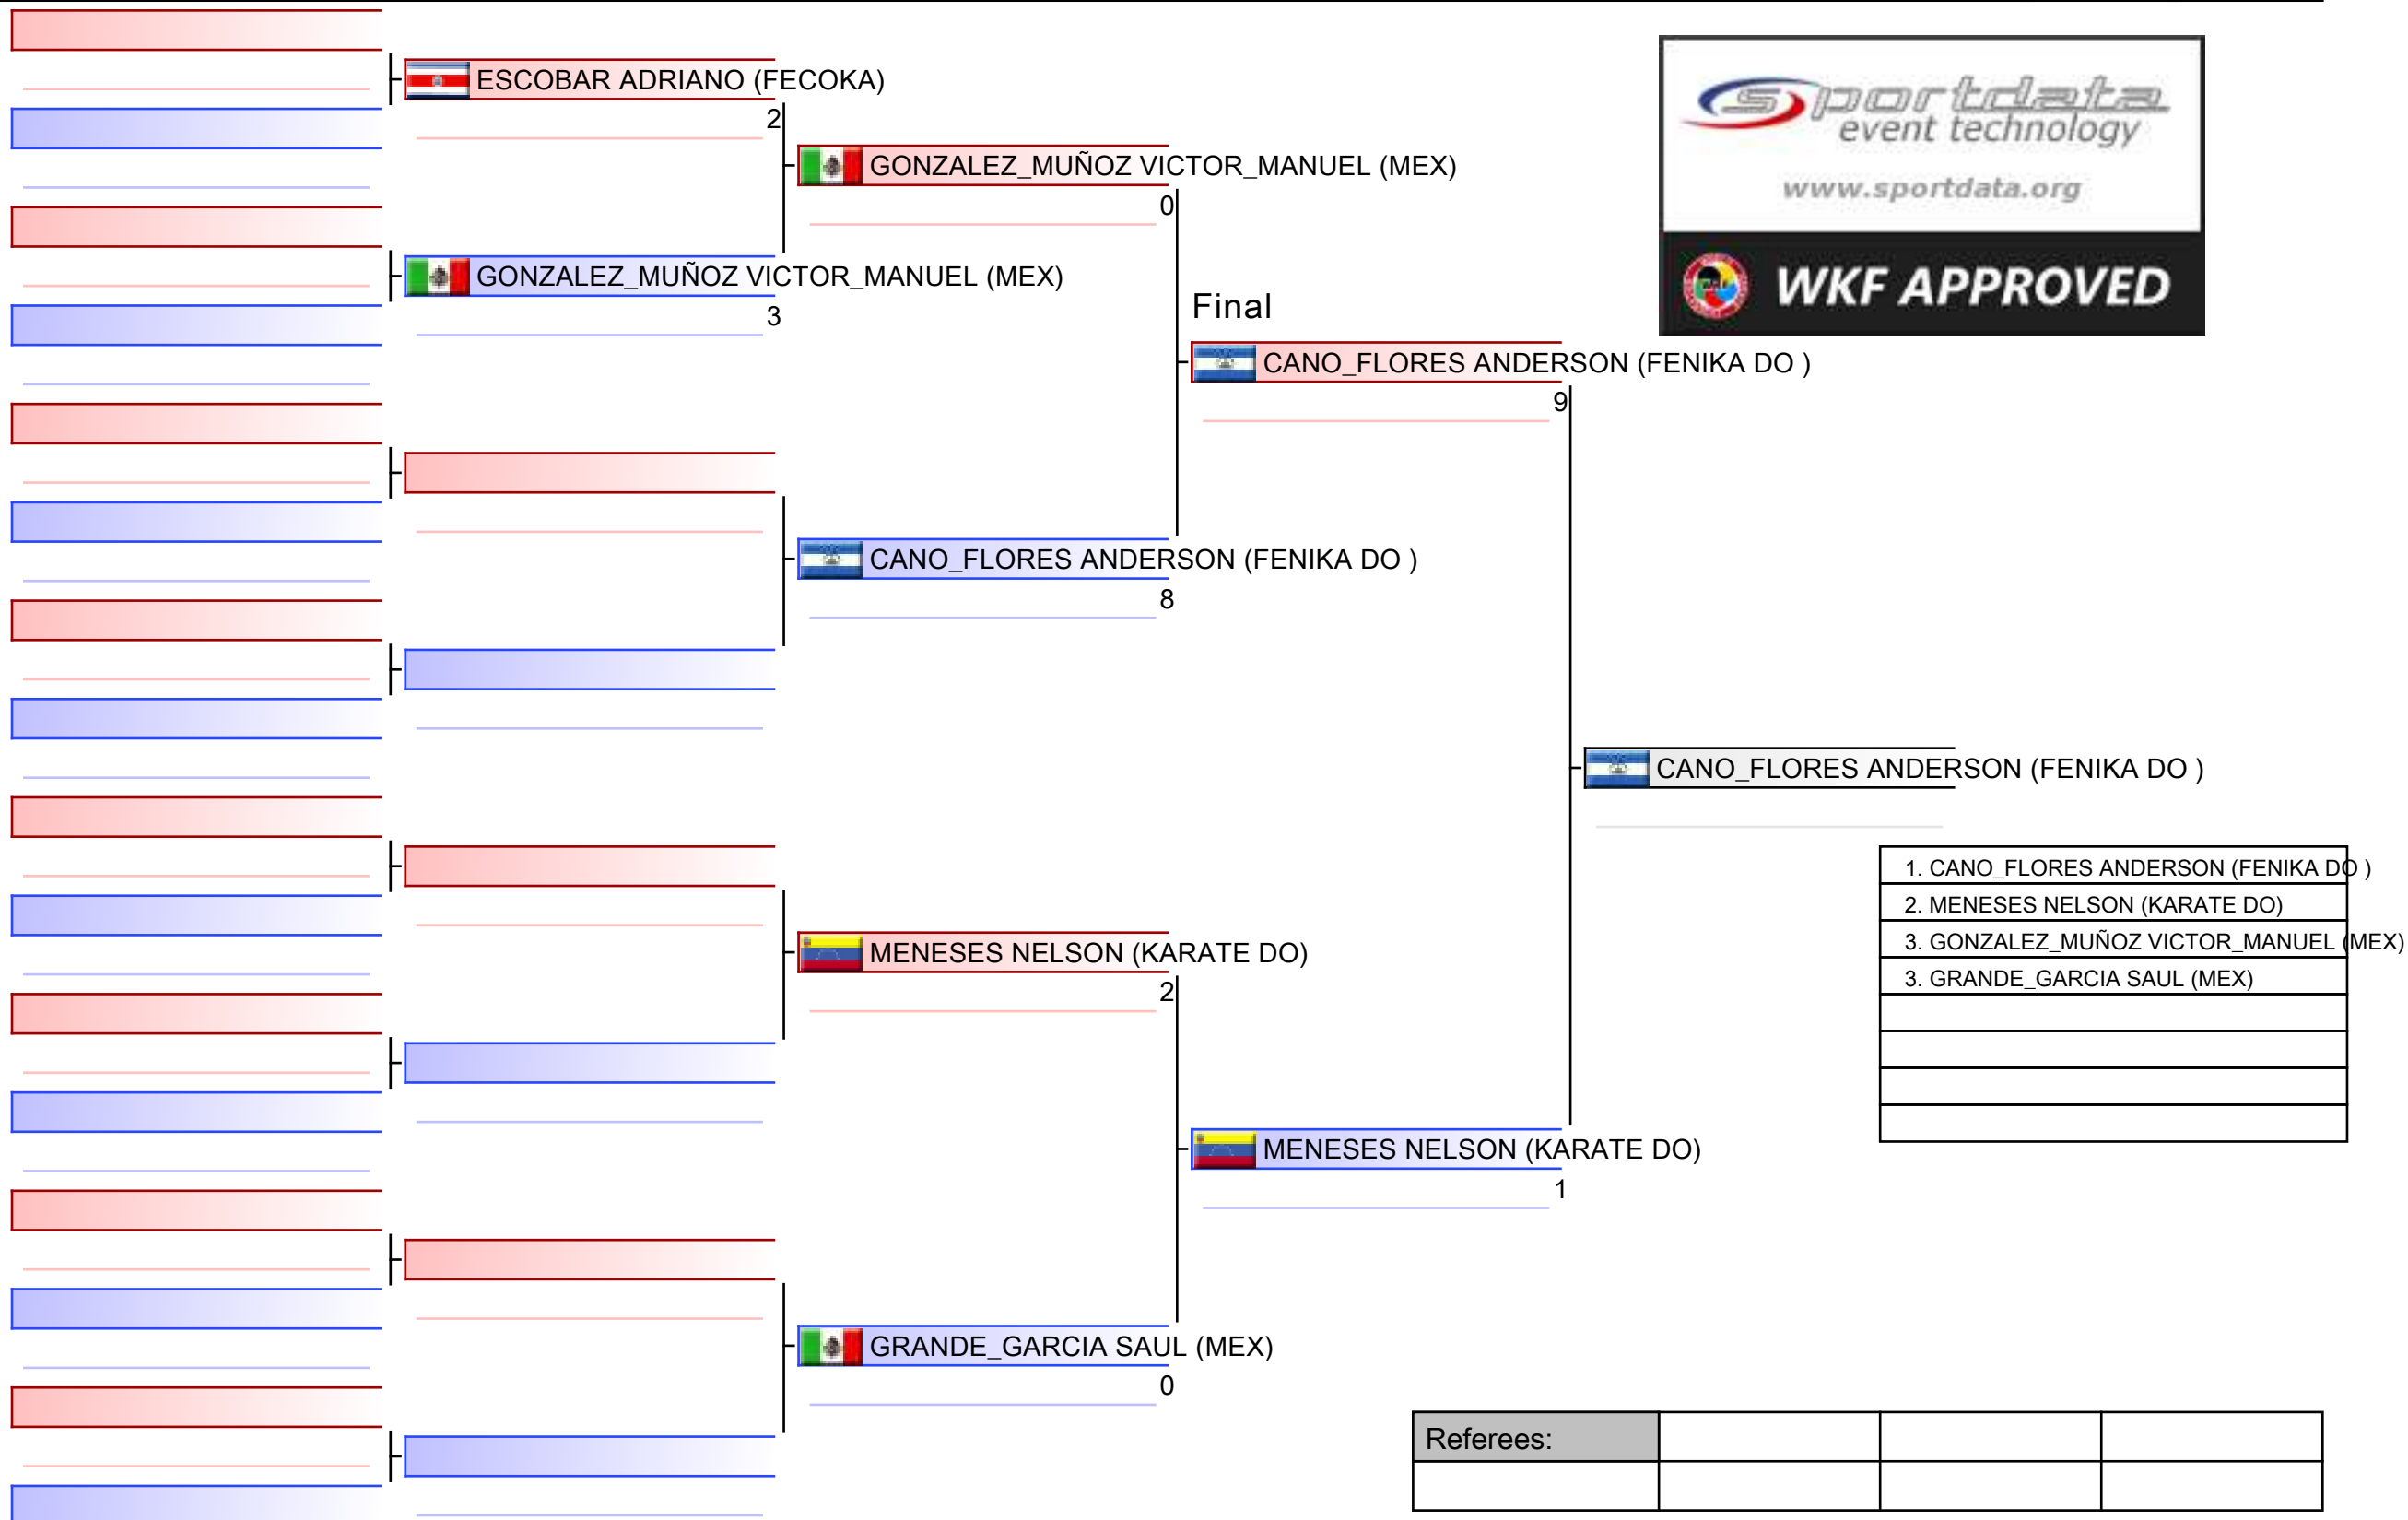 ESCOBAR ADRIANO (FECOKA)
2
GONZALEZ_MUÑOZ VICTOR_MANUEL (MEX)
3
GONZALEZ_MUÑOZ VICTOR_MANUEL (MEX)
0
CANO_FLORES ANDERSON (FENIKA DO )
8
MENESES NELSON (KARATE DO)
2
GRANDE_GARCIA SAUL (MEX)
0
Final
CANO_FLORES ANDERSON (FENIKA DO )
9
MENESES NELSON (KARATE DO)
1
CANO_FLORES ANDERSON (FENIKA DO )
sportdata
event technology
www.sportdata.org
WKF APPROVED
1. CANO_FLORES ANDERSON (FENIKA DO )
2. MENESES NELSON (KARATE DO)
3. GONZALEZ_MUÑOZ VICTOR_MANUEL (MEX)
3. GRANDE_GARCIA SAUL (MEX)
Referees: